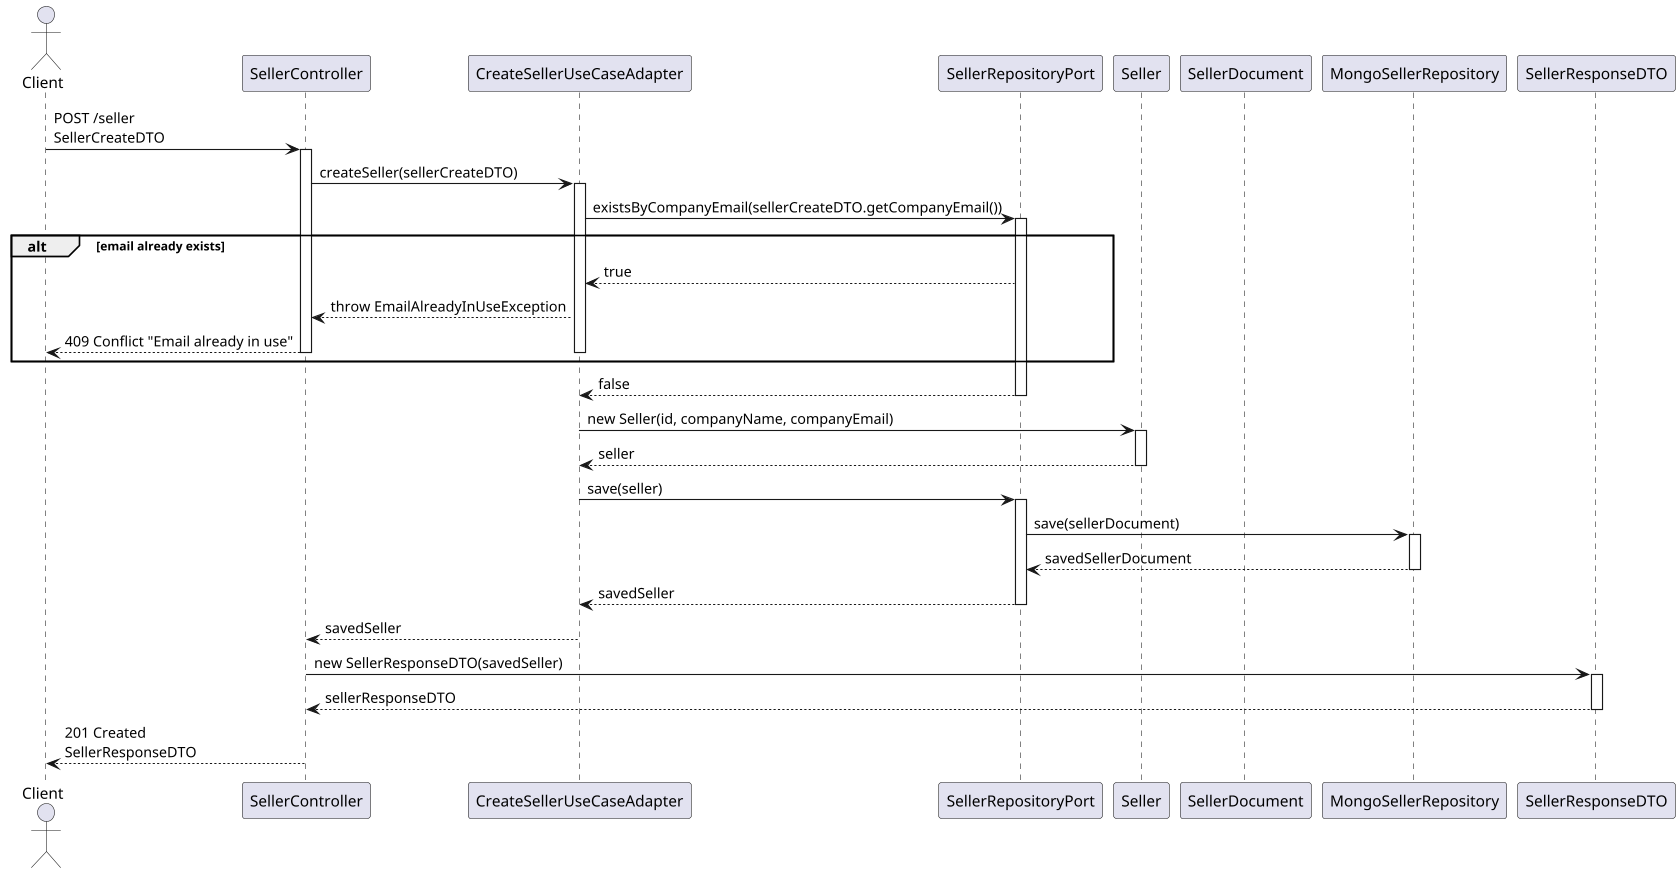 Client
SellerController
CreateSellerUseCaseAdapter
SellerRepositoryPort
Seller
SellerDocument
MongoSellerRepository
SellerResponseDTO
POST /seller
SellerCreateDTO
createSeller(sellerCreateDTO)
existsByCompanyEmail(sellerCreateDTO.getCompanyEmail())
alt
[email already exists]
true
throw EmailAlreadyInUseException
409 Conflict "Email already in use"
false
new Seller(id, companyName, companyEmail)
seller
save(seller)
save(sellerDocument)
savedSellerDocument
savedSeller
savedSeller
new SellerResponseDTO(savedSeller)
sellerResponseDTO
201 Created
SellerResponseDTO
Client
SellerController
CreateSellerUseCaseAdapter
SellerRepositoryPort
Seller
SellerDocument
MongoSellerRepository
SellerResponseDTO